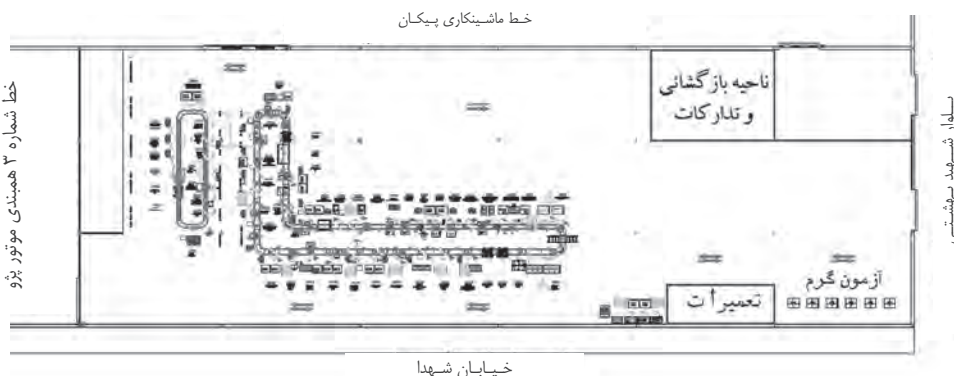 خط ماشینکاری پیکان
ناحیه بازگشائی
و تدارکات
بلوار شهید بهشتی
خط شماره ۳ همبندی موتور پژو
آزمون گرم
تعمیرات
خیابان شهدا